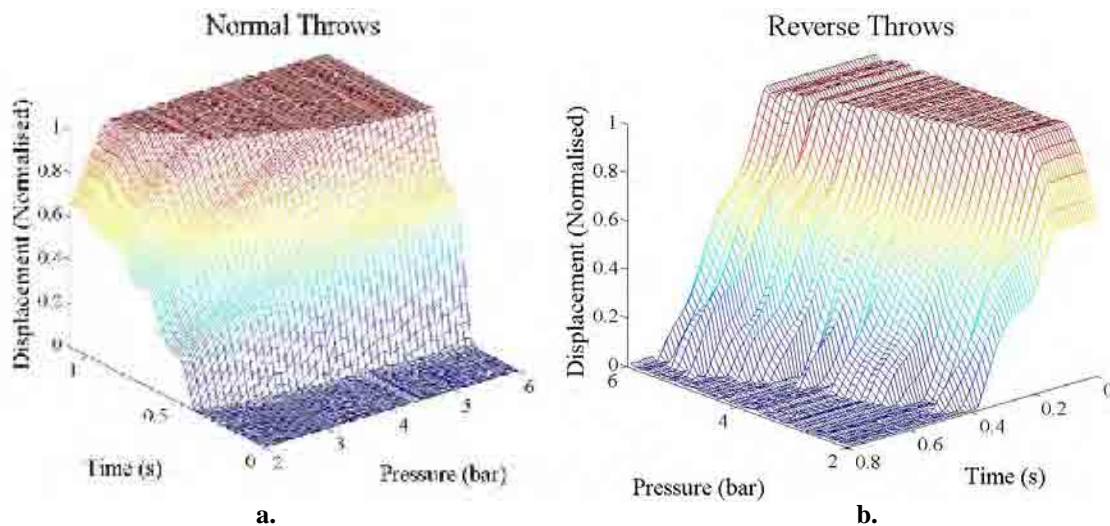 Normal Throws
Displacement (Normalised)
1
0.8
0.6
0.4
0.2
0
1
0.5
0
Time (s)
2
3
4
5
6
Pressure (bar)
a.
Reverse Throws
Displacement (Normalised)
1
0.8
0.6
0.4
0.2
0
6
4
2
Pressure (bar)
0.8
0.6
0.4
0.2
0
Time (s)
b.